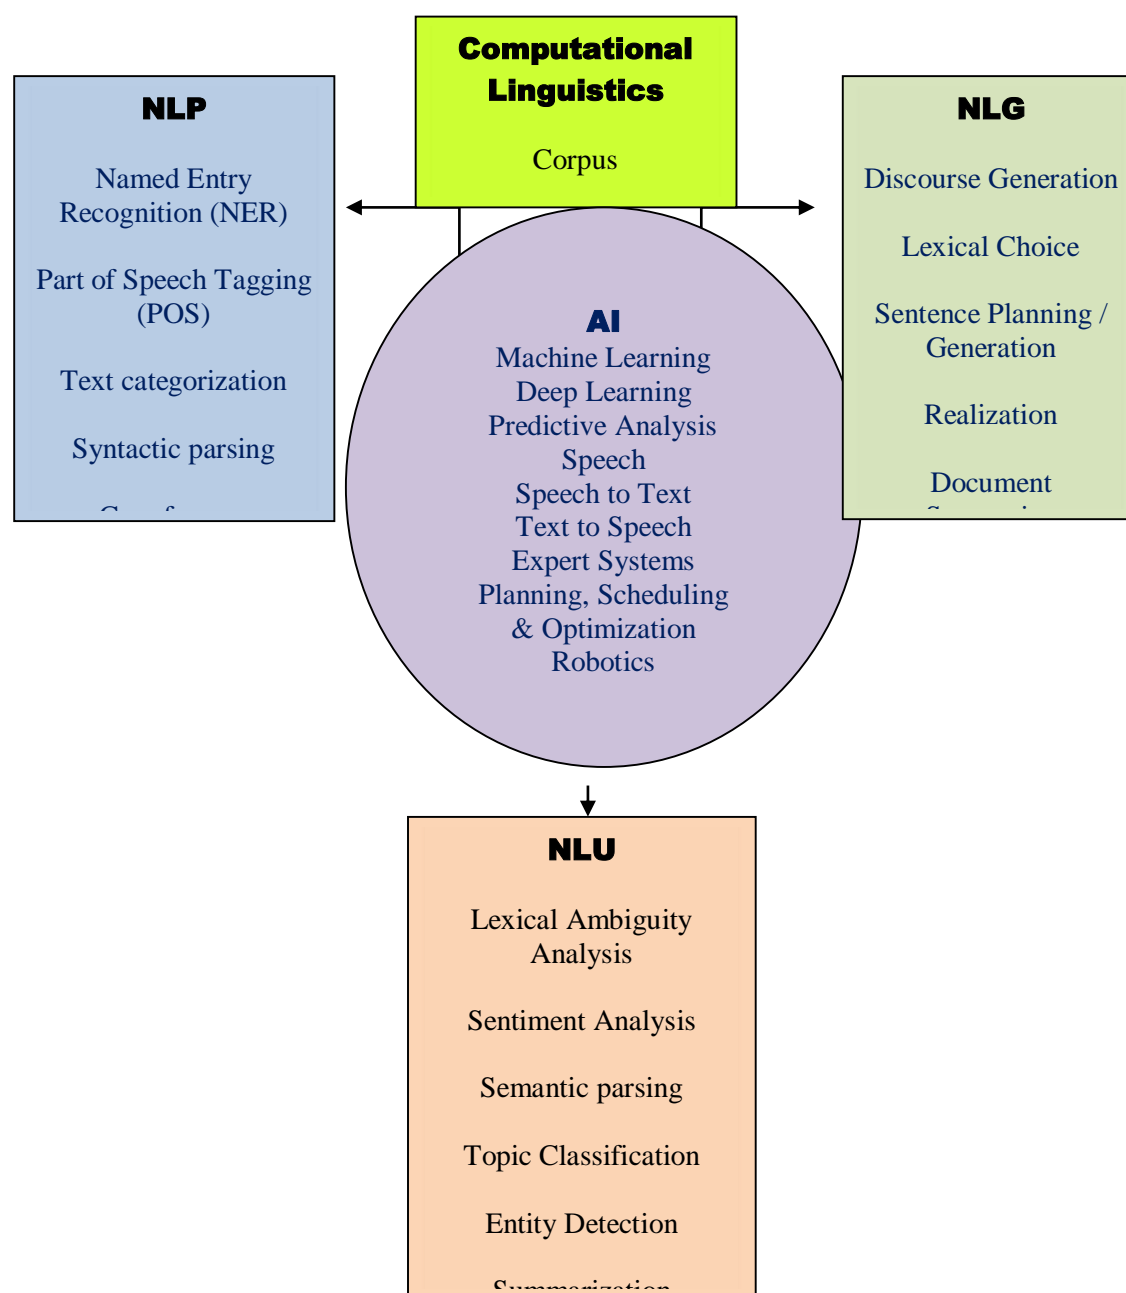 Computational
Linguistics
Corpus
NLP
Named Entry
Recognition (NER)
Part of Speech Tagging
(POS)
Text categorization
Syntactic parsing
AI
Machine Learning
Deep Learning
Predictive Analysis
Speech
Speech to Text
Text to Speech
Expert Systems
Planning, Scheduling
& Optimization
Robotics
NLG
Discourse Generation
Lexical Choice
Sentence Planning /
Generation
Realization
Document
NLU
Lexical Ambiguity
Analysis
Sentiment Analysis
Semantic parsing
Topic Classification
Entity Detection
Summarization